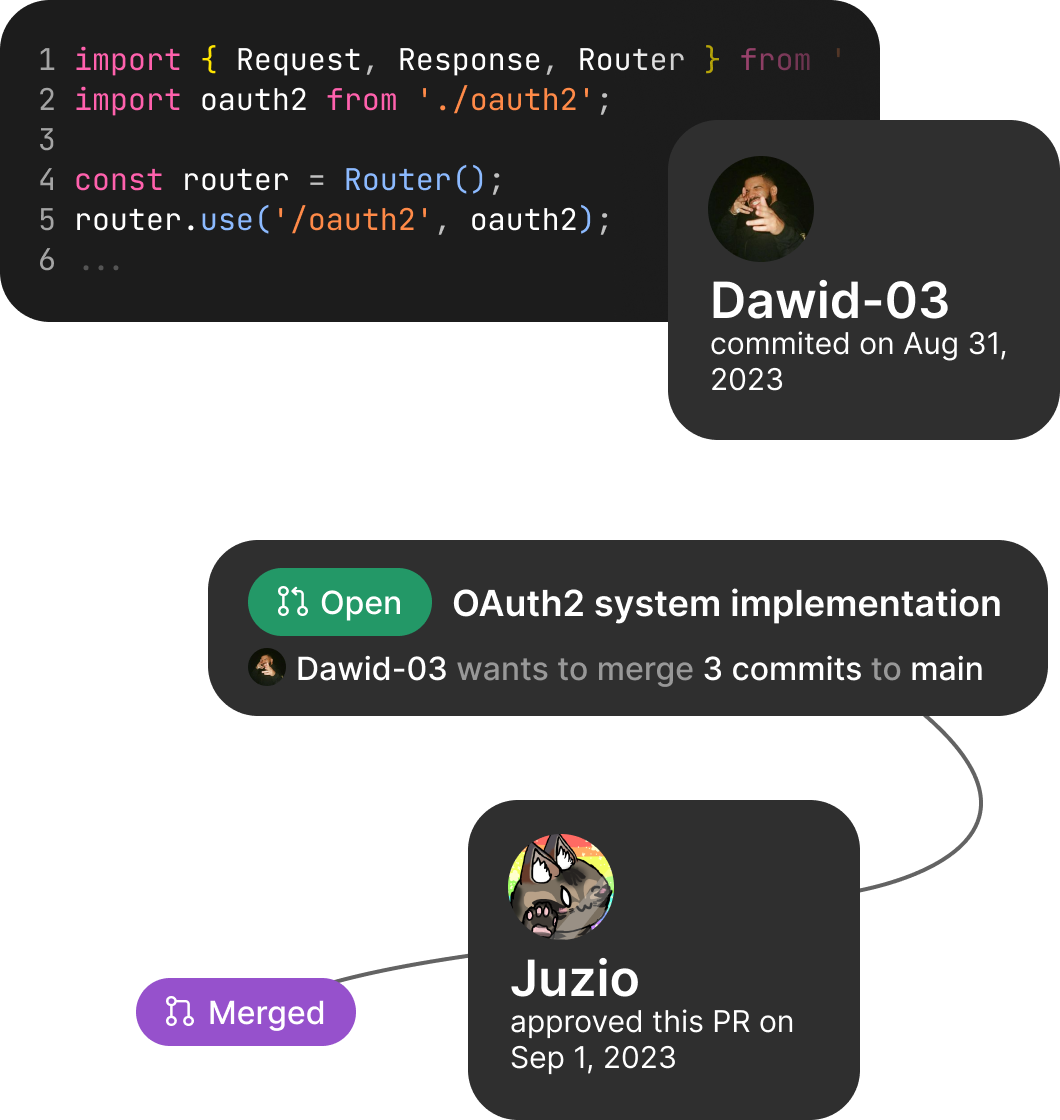 1 import { Request, Response, Router } from '
2 import oauth2 from './oauth2';
3
4 const router = Router();
5 router.use('/oauth2', oauth2);
6 ...
Dawid-03
commited on Aug 31,
2023
Open OAuth2 system implementation
Dawid-03 wants to merge 3 commits to main
Juzio
approved this PR on
Sep 1, 2023
Merged